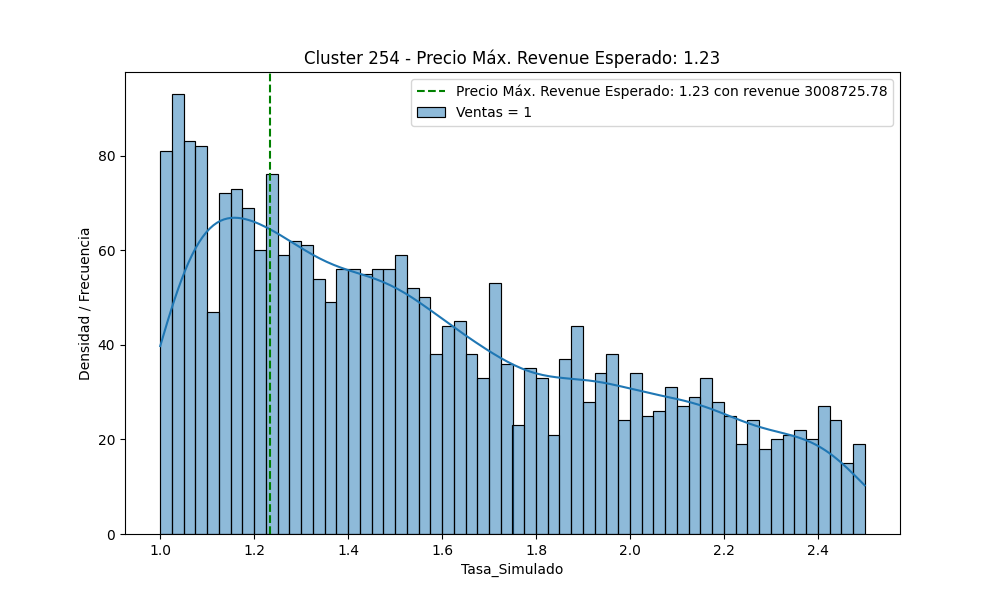 Cluster 254 - Precio Máx. Revenue Esperado: 1.23
Precio Máx. Revenue Esperado: 1.23 con revenue 3008725.78
Ventas = 1
Densidad / Frecuencia
80
60
40
20
0
1.0 1.2 1.4 1.6 1.8 2.0 2.2 2.4
Tasa_Simulado